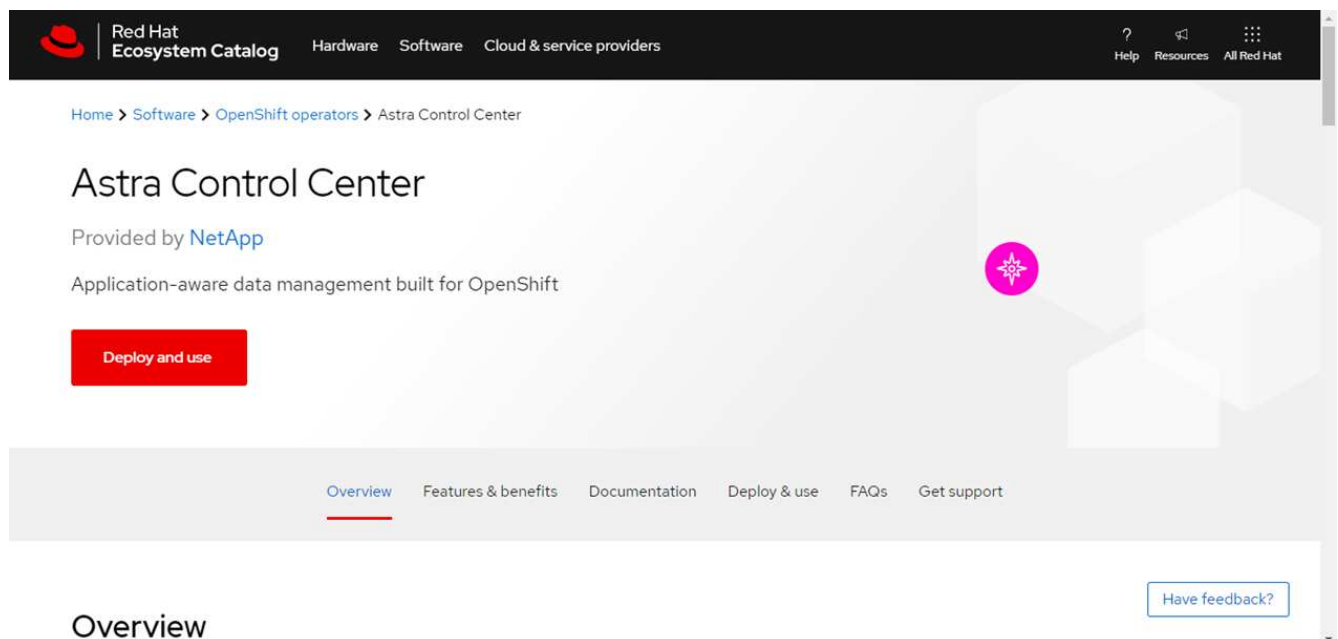 Red Hat
Ecosystem Catalog
Hardware Software Cloud & service providers
? Help Resources All Red Hat
Home > Software > OpenShift operators > Astra Control Center
Astra Control Center
Provided by NetApp
Application-aware data management built for OpenShift
Deploy and use
Overview Features & benefits Documentation Deploy & use FAQs Get support
Have feedback?
Overview